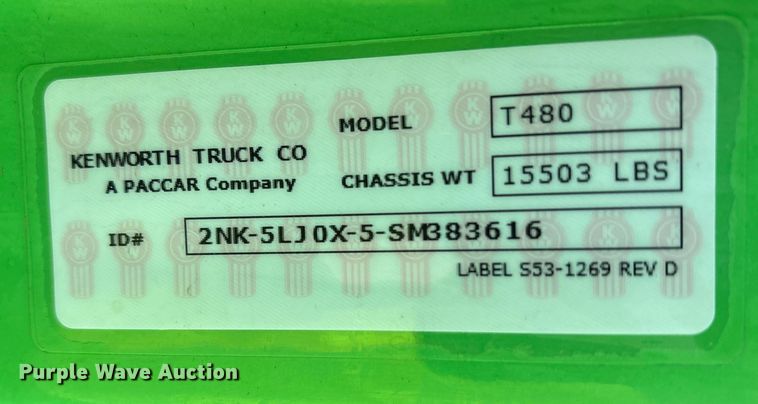 KENWORTH TRUCK CO
A PACCAR Company
MODEL T480
CHASSIS WT 15503 LBS
ID# 2NK-5LJ0X-5-SM383616
LABEL S53-1269 REV D
Purple Wave Auction